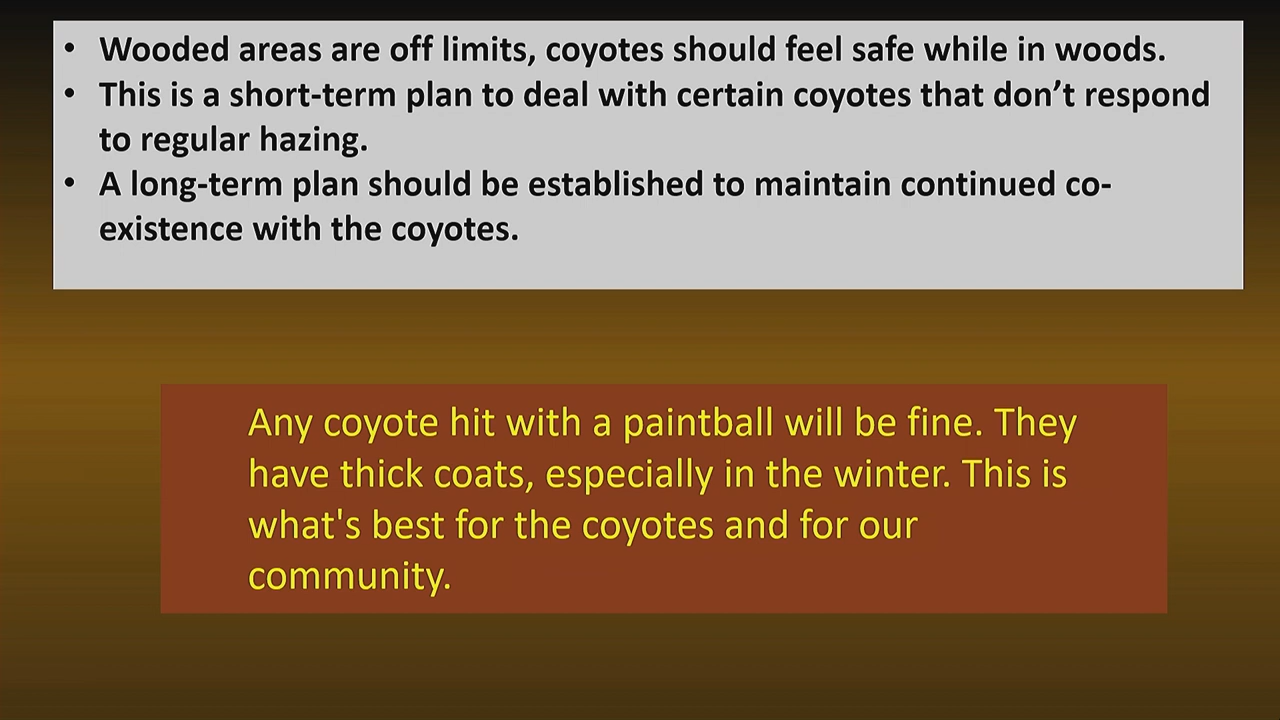 • Wooded areas are off limits, coyotes should feel safe while in woods.
• This is a short-term plan to deal with certain coyotes that don’t respond
to regular hazing.
• A long-term plan should be established to maintain continued co-
existence with the coyotes.
Any coyote hit with a paintball will be fine. They
have thick coats, especially in the winter. This is
what's best for the coyotes and for our
community.